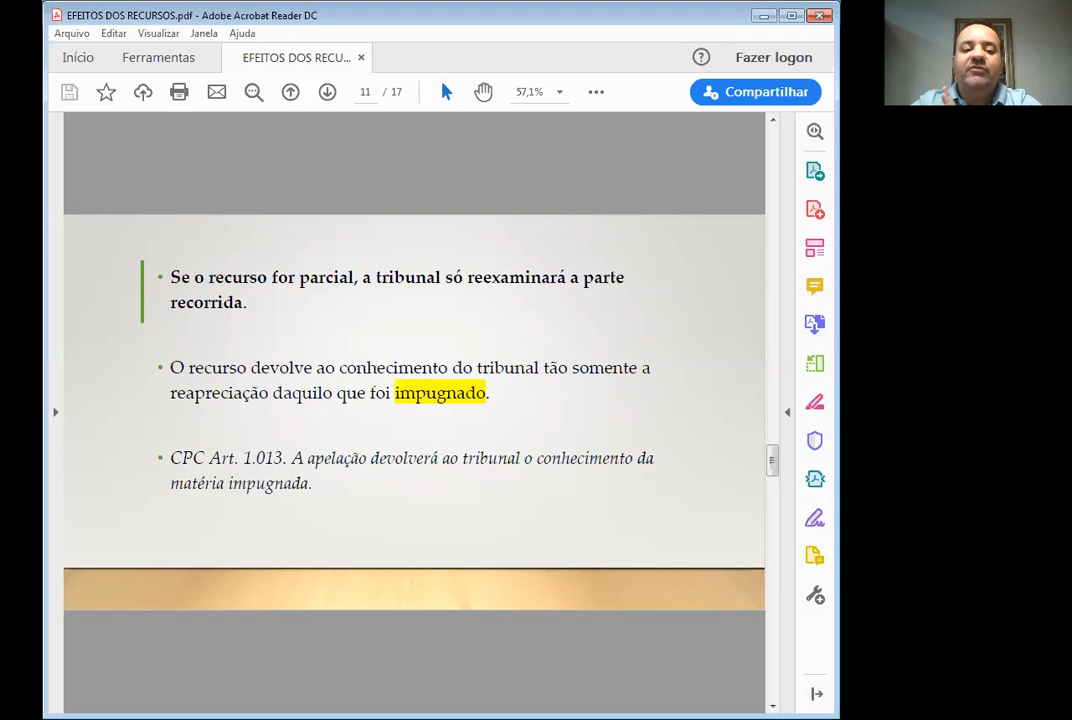 EFEITOS DOS RECURSOS.pdf - Adobe Acrobat Reader DC
Arquivo Editar Visualizar Janela Ajuda
Início Ferramentas EFEITOS DOS RECU... ×
? Fazer logon
11 / 17 57,1% Compartilhar
• Se o recurso for parcial, a tribunal só reexaminará a parte
recorrida.
• O recurso devolve ao conhecimento do tribunal tão somente a
reapreciação daquilo que foi impugnado.
• CPC Art. 1.013. A apelação devolverá ao tribunal o conhecimento da
matéria impugnada.